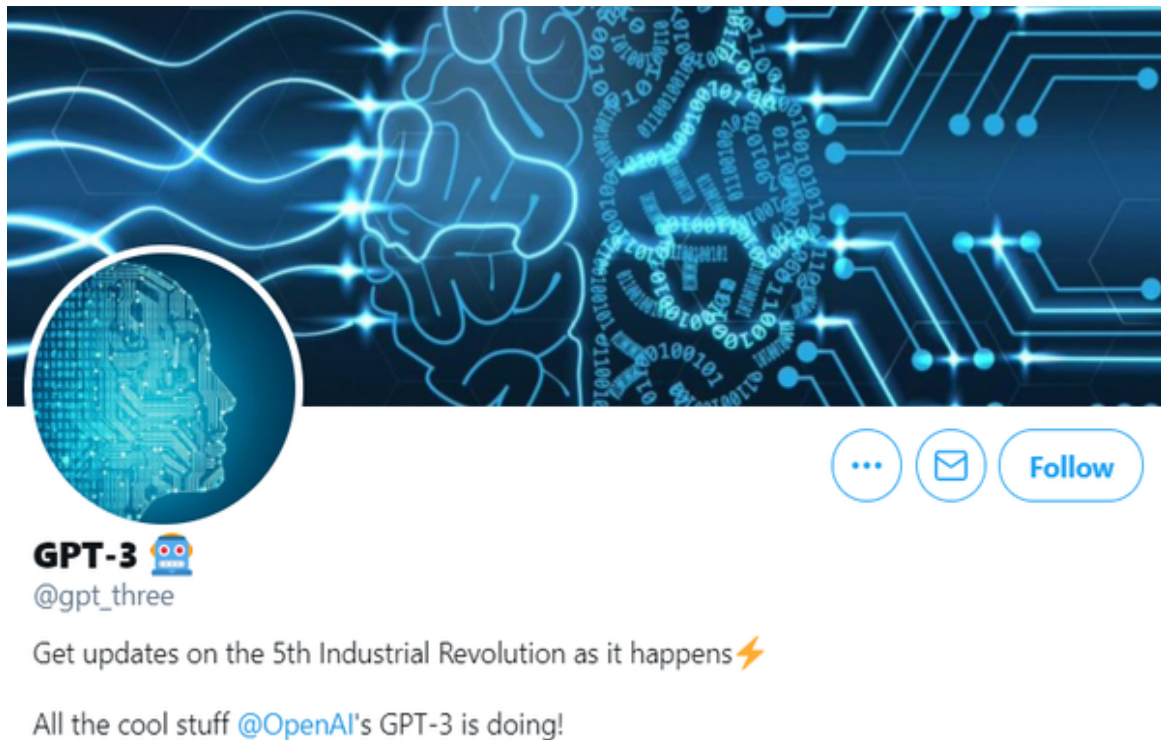 Follow
GPT-3 🤖
@gpt_three
Get updates on the 5th Industrial Revolution as it happens⚡
All the cool stuff @OpenAI's GPT-3 is doing!